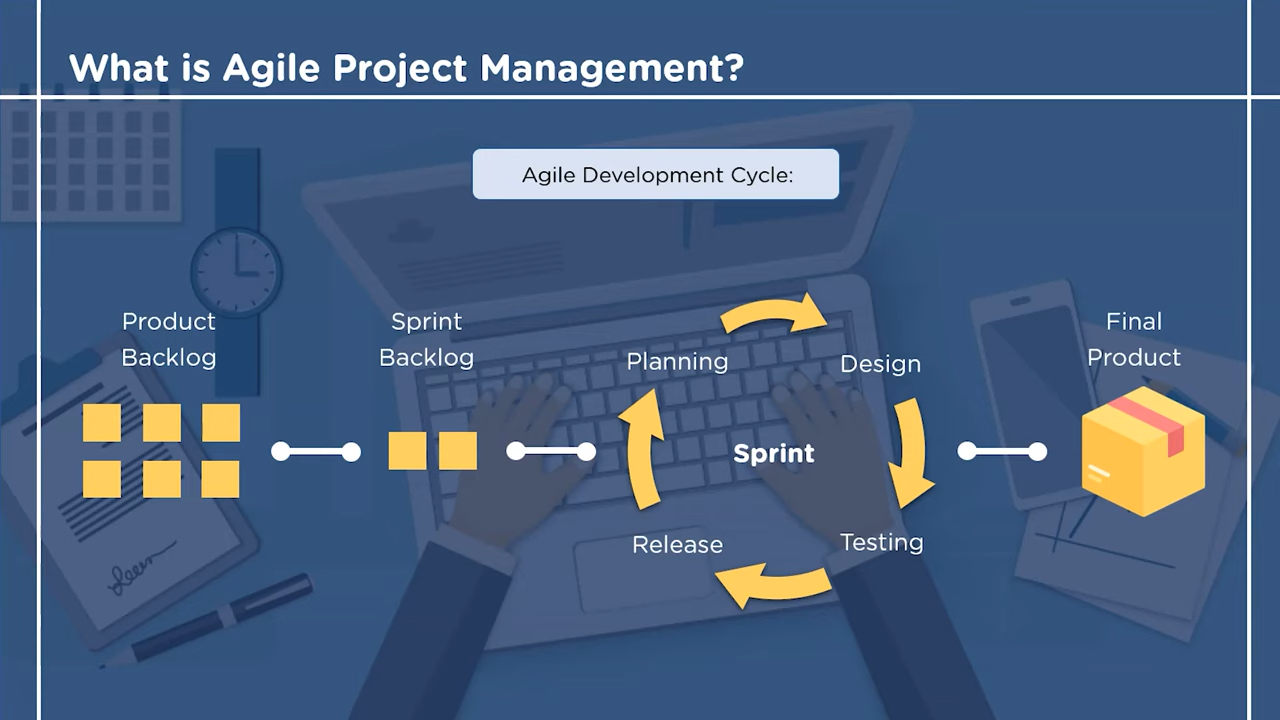 What is Agile Project Management?
Agile Development Cycle:
Product
Backlog
Sprint
Backlog
Planning
Design
Sprint
Release
Testing
Final
Product